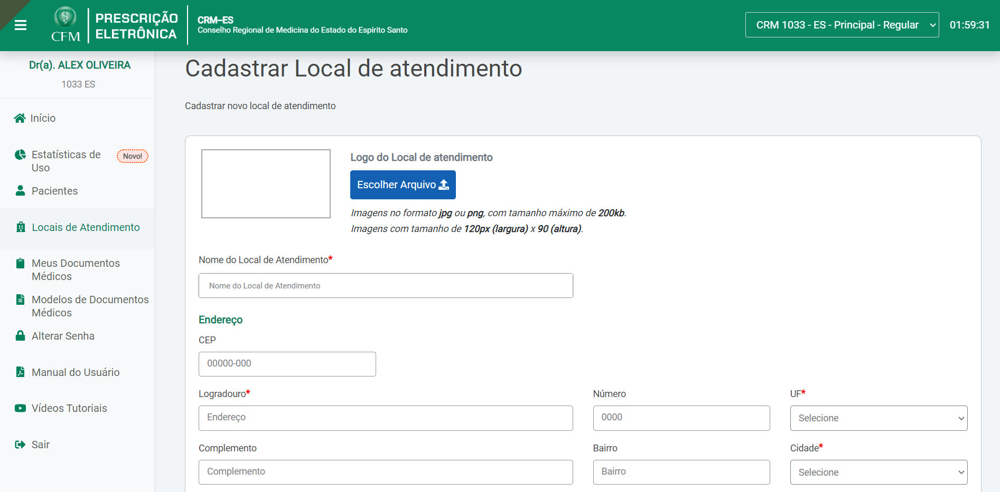 CFM
PRESCRIÇÃO
ELETRÔNICA
CRM–ES
Conselho Regional de Medicina do Estado do Espírito Santo
CRM 1033 - ES - Principal - Regular
01:59:31
Dr(a). ALEX OLIVEIRA
1033 ES
Início
Estatísticas de
Uso
Novo!
Pacientes
Locais de Atendimento
Meus Documentos
Médicos
Modelos de Documentos
Médicos
Alterar Senha
Manual do Usuário
Vídeos Tutoriais
Sair
Cadastrar Local de atendimento
Cadastrar novo local de atendimento
Logo do Local de atendimento
Escolher Arquivo
Imagens no formato jpg ou png, com tamanho máximo de 200kb.
Imagens com tamanho de 120px (largura) x 90 (altura).
Nome do Local de Atendimento*
Nome do Local de Atendimento
Endereço
CEP
00000-000
Logradouro*
Endereço
Número
0000
UF*
Selecione
Complemento
Complemento
Bairro
Bairro
Cidade*
Selecione